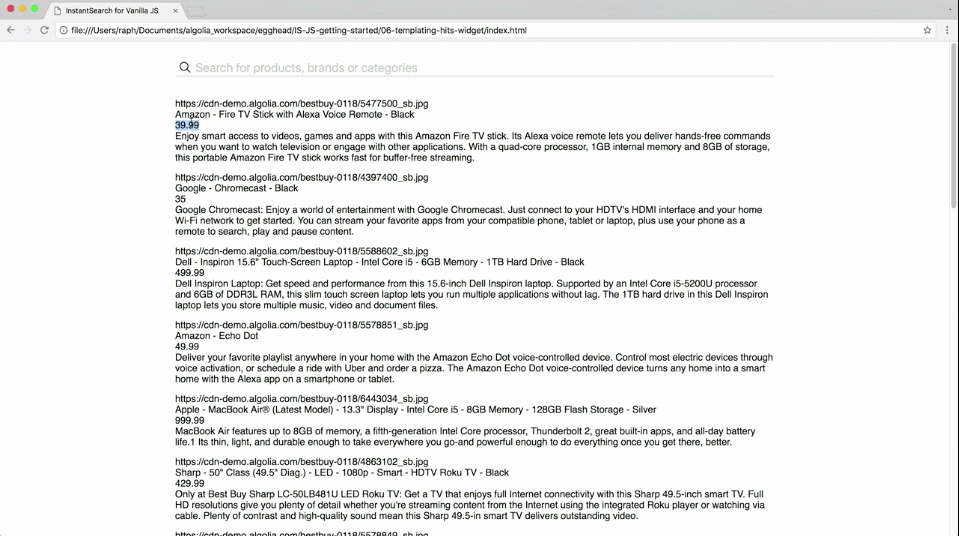 InstantSearch for Vanilla JS
file:///Users/raph/Documents/algolia_workspace/egghead/IS-JS-getting-started/06-templating-hits-widget/index.html
Search for products, brands or categories
https://cdn-demo.algolia.com/bestbuy-0118/5477500_sb.jpg
Amazon - Fire TV Stick with Alexa Voice Remote - Black
39.99
Enjoy smart access to videos, games and apps with this Amazon Fire TV stick. Its Alexa voice remote lets you deliver hands-free commands
when you want to watch television or engage with other applications. With a quad-core processor, 1GB internal memory and 8GB of storage,
this portable Amazon Fire TV stick works fast for buffer-free streaming.
https://cdn-demo.algolia.com/bestbuy-0118/4397400_sb.jpg
Google - Chromecast - Black
35
Google Chromecast: Enjoy a world of entertainment with Google Chromecast. Just connect to your HDTV's HDMI interface and your home
Wi-Fi network to get started. You can stream your favorite apps from your compatible phone, tablet or laptop, plus use your phone as a
remote to search, play and pause content.
https://cdn-demo.algolia.com/bestbuy-0118/5588602_sb.jpg
Dell - Inspiron 15.6" Touch-Screen Laptop - Intel Core i5 - 6GB Memory - 1TB Hard Drive - Black
499.99
Dell Inspiron Laptop: Get speed and performance from this 15.6-inch Dell Inspiron laptop. Supported by an Intel Core i5-5200U processor
and 6GB of DDR3L RAM, this slim touch screen laptop lets you run multiple applications without lag. The 1TB hard drive in this Dell Inspiron
laptop lets you store multiple music, video and document files.
https://cdn-demo.algolia.com/bestbuy-0118/5578851_sb.jpg
Amazon - Echo Dot
49.99
Deliver your favorite playlist anywhere in your home with the Amazon Echo Dot voice-controlled device. Control most electric devices through
voice activation, or schedule a ride with Uber and order a pizza. The Amazon Echo Dot voice-controlled device turns any home into a smart
home with the Alexa app on a smartphone or tablet.
https://cdn-demo.algolia.com/bestbuy-0118/6443034_sb.jpg
Apple - MacBook Air® (Latest Model) - 13.3" Display - Intel Core i5 - 8GB Memory - 128GB Flash Storage - Silver
999.99
MacBook Air features up to 8GB of memory, a fifth-generation Intel Core processor, Thunderbolt 2, great built-in apps, and all-day battery
life.1 Its thin, light, and durable enough to take everywhere you go-and powerful enough to do everything once you get there, better.
https://cdn-demo.algolia.com/bestbuy-0118/4863102_sb.jpg
Sharp - 50" Class (49.5" Diag.) - LED - 1080p - Smart - HDTV Roku TV - Black
429.99
Only at Best Buy Sharp LC-50LB481U LED Roku TV: Get a TV that enjoys full Internet connectivity with this Sharp 49.5-inch smart TV. Full
HD resolutions give you plenty of detail whether you're streaming content from the Internet using the integrated Roku player or watching via
cable. Plenty of contrast and high-quality sound mean this Sharp 49.5-in smart TV delivers outstanding video.
https://cdn-demo.algolia.com/bestbuy-0118/5578849_sb.jpg